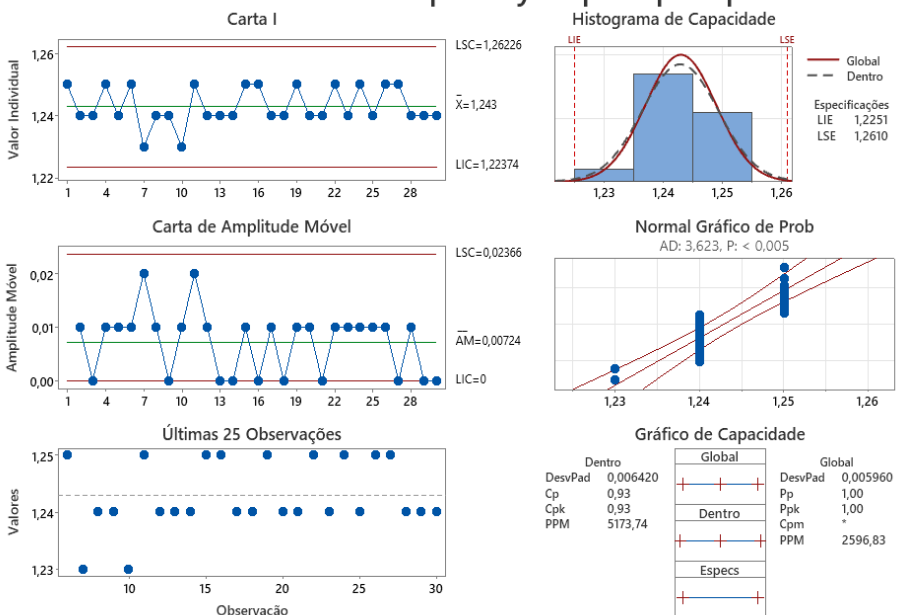 Carta I
Valor Individual
1,26
1,24
1,22
LSC=1,26226
X=1,243
LIC=1,22374
1 4 7 10 13 16 19 22 25 28
Histograma de Capacidade
LIE LSE
1,23 1,24 1,25 1,26
Global
Dentro
Especificações
LIE 1,2251
LSE 1,2610
Carta de Amplitude Móvel
Amplitude Móvel
0,02
0,01
0,00
LSC=0,02366
AM=0,00724
LIC=0
1 4 7 10 13 16 19 22 25 28
Normal Gráfico de Prob
AD: 3,623, P: < 0,005
1,23 1,24 1,25 1,26
Últimas 25 Observações
Valores
1,25
1,24
1,23
10 15 20 25 30
Observação
Gráfico de Capacidade
Dentro
DesvPad 0,006420
Cp 0,93
Cpk 0,93
PPM 5173,74
Global
Dentro
Especs
Global
DesvPad 0,005960
Pp 1,00
Ppk 1,00
Cpm *
PPM 2596,83